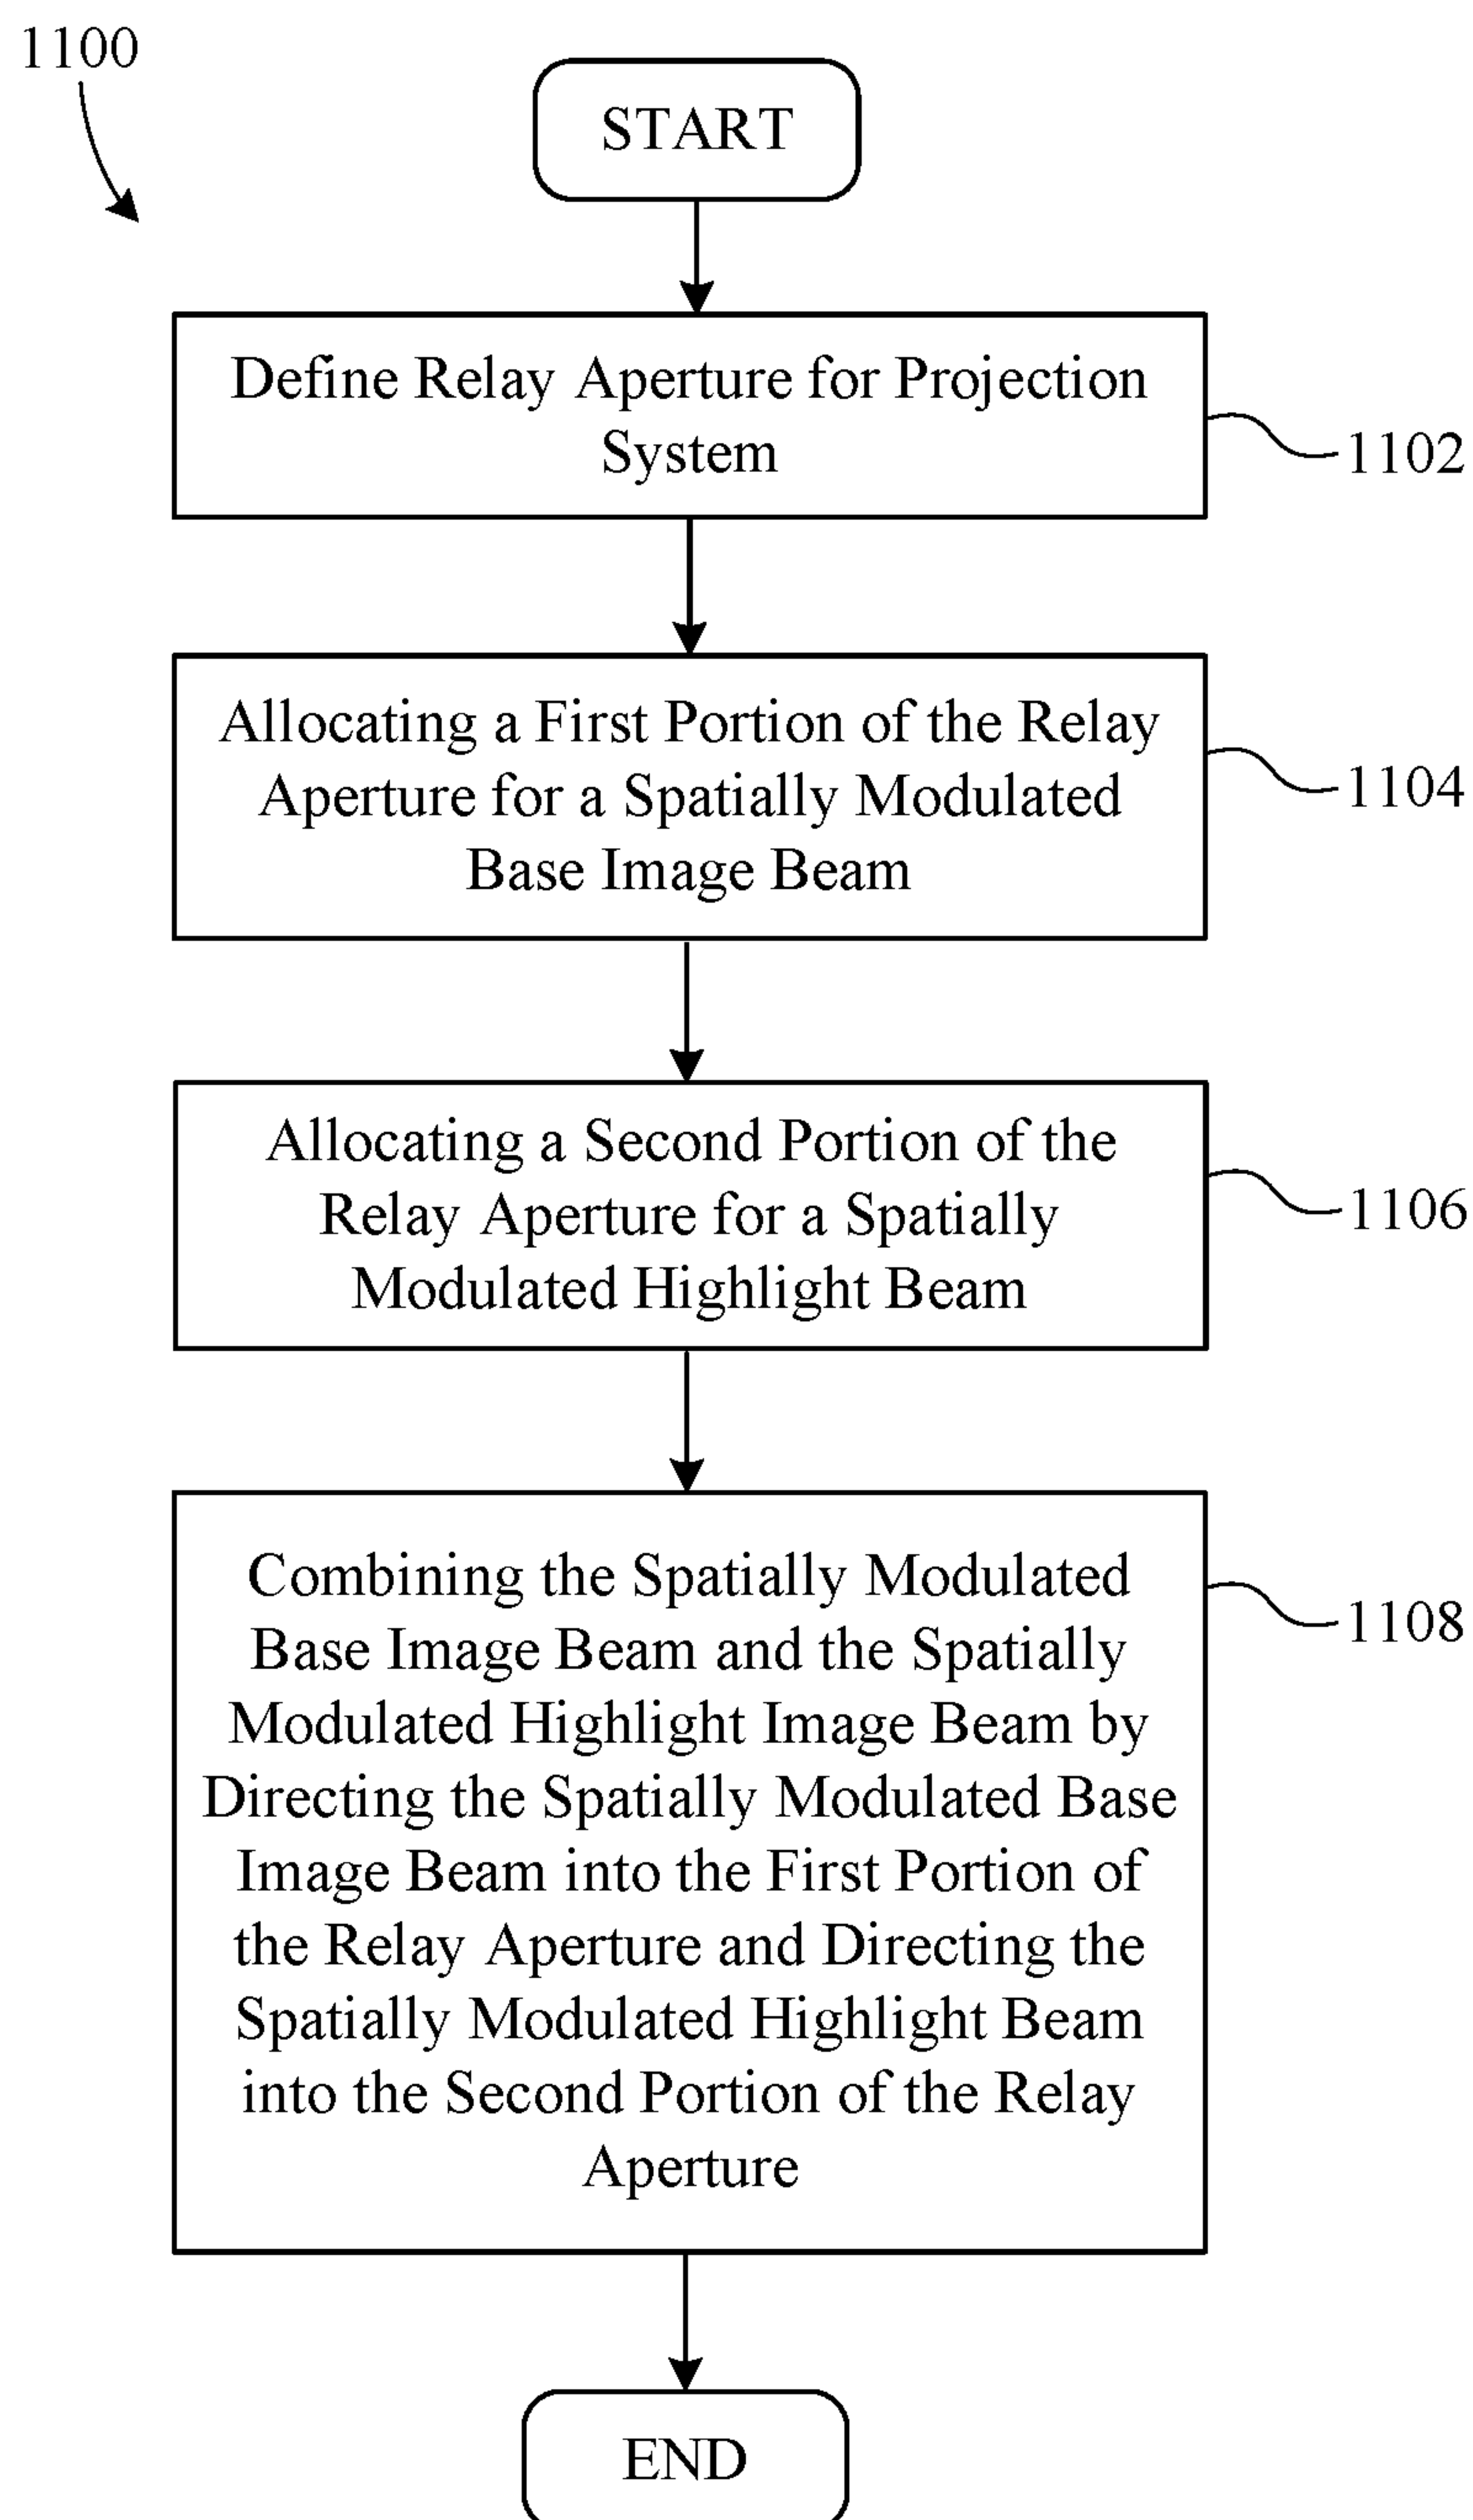 1100
START
Define Relay Aperture for Projection
System
1102
Allocating a First Portion of the Relay
Aperture for a Spatially Modulated
Base Image Beam
1104
Allocating a Second Portion of the
Relay Aperture for a Spatially
Modulated Highlight Beam
1106
Combining the Spatially Modulated
Base Image Beam and the Spatially
Modulated Highlight Image Beam by
Directing the Spatially Modulated Base
Image Beam into the First Portion of
the Relay Aperture and Directing the
Spatially Modulated Highlight Beam
into the Second Portion of the Relay
Aperture
1108
END